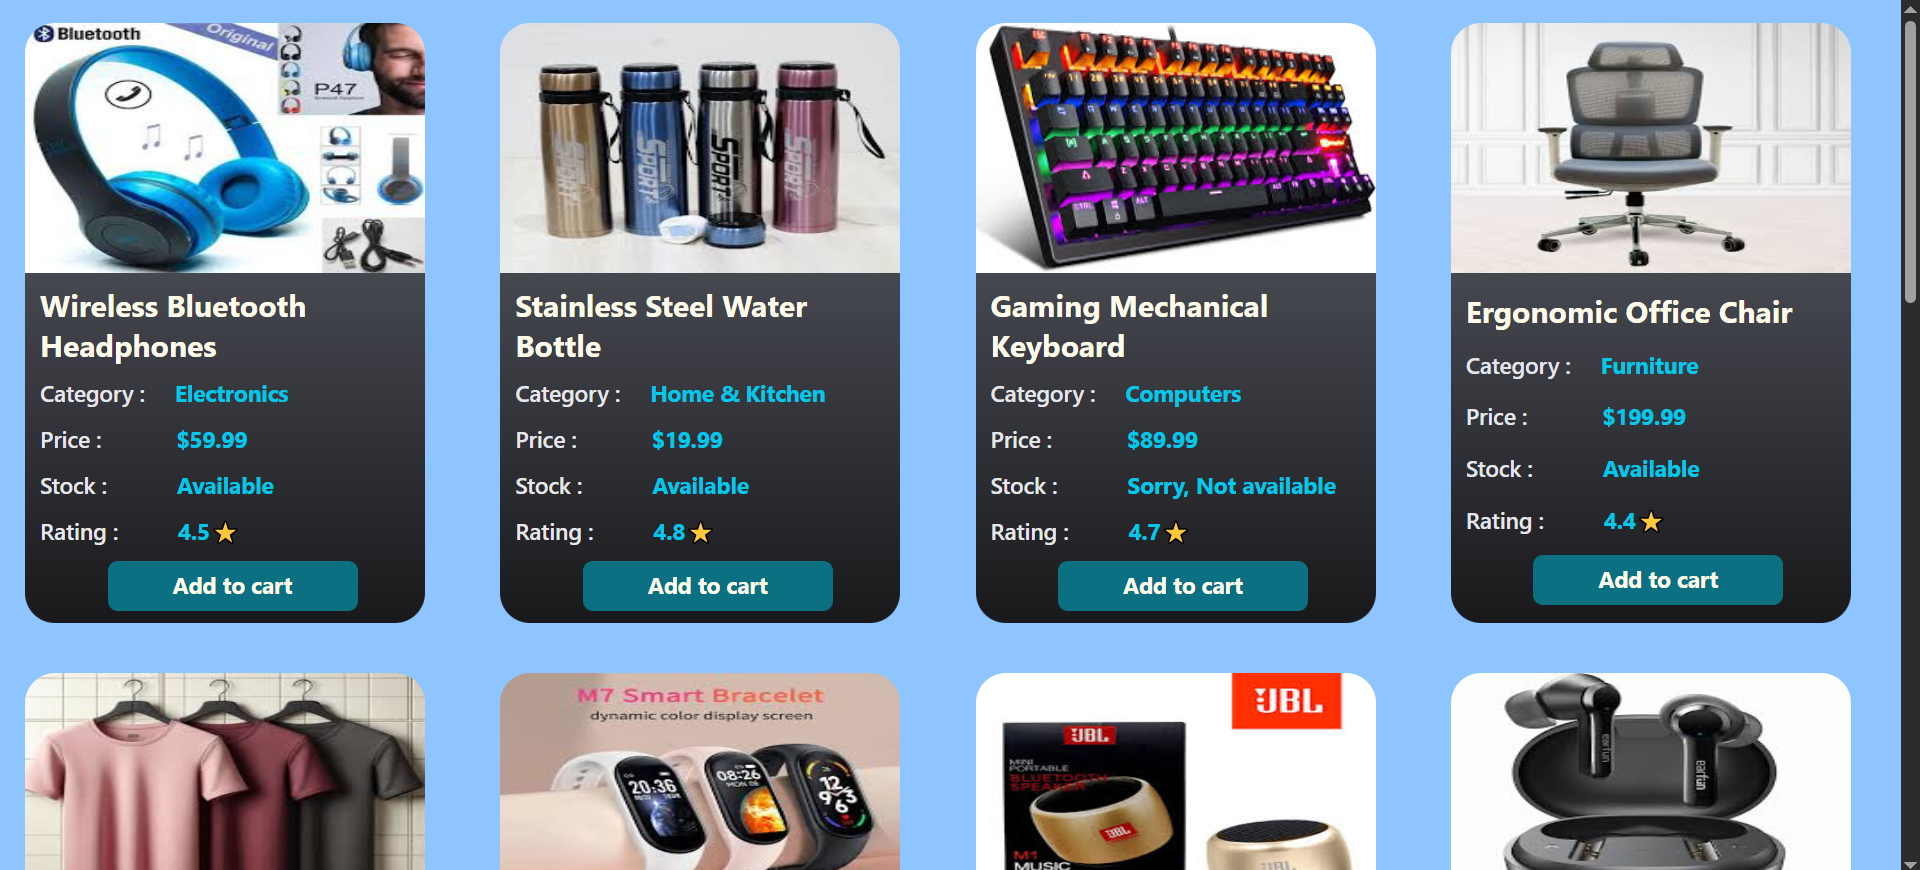 Bluetooth
Original
P47
SPORT
SPORT
SPORT
SPORT
Wireless Bluetooth
Headphones
Category : Electronics
Price : $59.99
Stock : Available
Rating : 4.5
Add to cart
Stainless Steel Water
Bottle
Category : Home & Kitchen
Price : $19.99
Stock : Available
Rating : 4.8
Add to cart
Gaming Mechanical
Keyboard
Category : Computers
Price : $89.99
Stock : Sorry, Not available
Rating : 4.7
Add to cart
Ergonomic Office Chair
Category : Furniture
Price : $199.99
Stock : Available
Rating : 4.4
Add to cart
M7 Smart Bracelet
dynamic color display screen
20:36
08:26
12
9 3
6
JBL
JBL
MINI
PORTABLE
BLUETOOTH
SPEAKER
JBL
M1
MUSIC
JBL
earfun
earfun